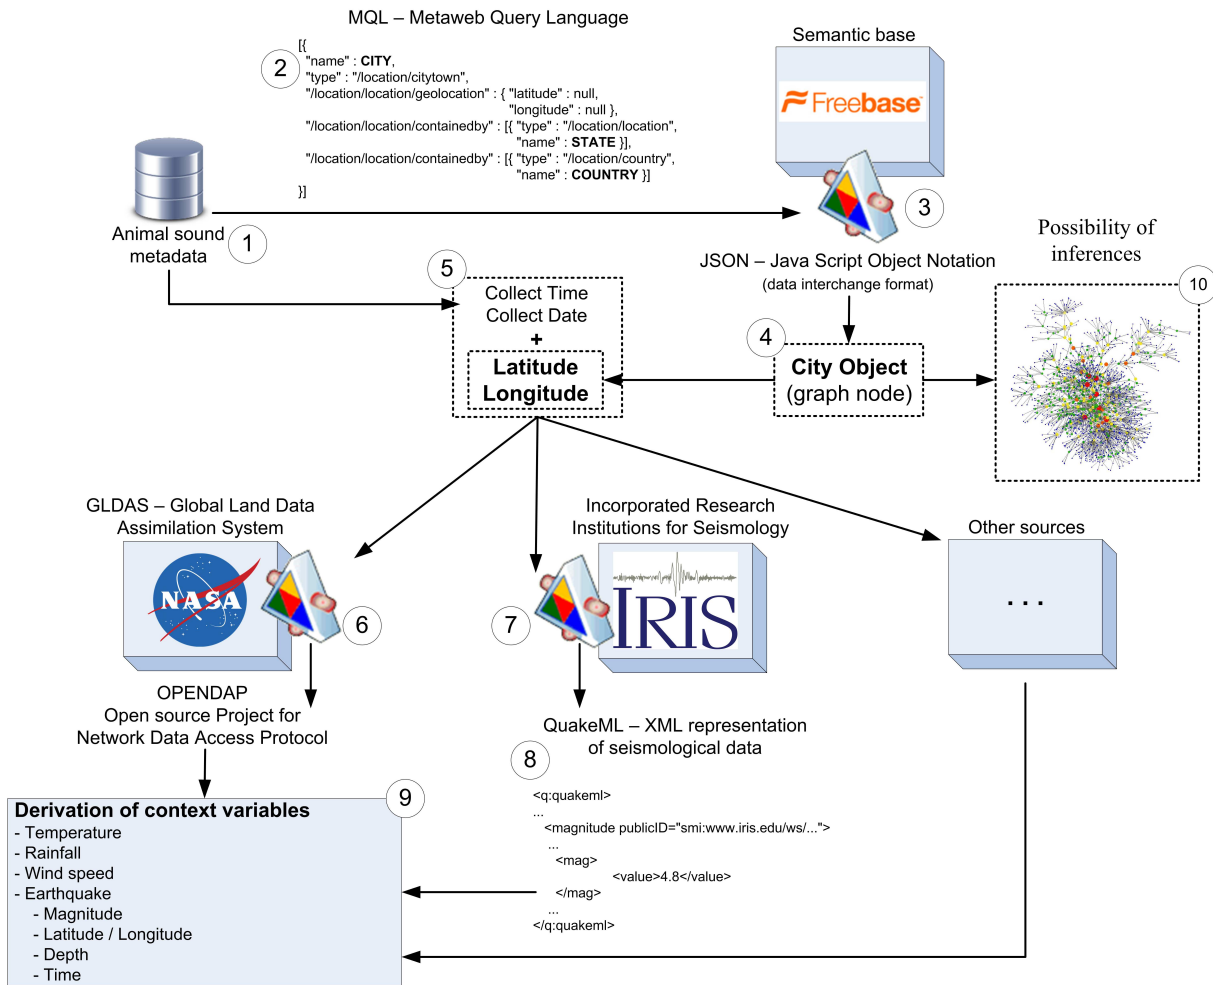 MQL – Metaweb Query Language
2
[{
"name" : CITY,
"type" : "/location/citytown",
"/location/location/geolocation" : { "latitude" : null,
"longitude" : null },
"/location/location/containedby" : [{ "type" : "/location/location",
"name" : STATE }],
"/location/location/containedby" : [{ "type" : "/location/country",
"name" : COUNTRY }]
}]
Semantic base
Freebase
3
Animal sound
metadata
1
JSON – Java Script Object Notation
(data interchange format)
Possibility of
inferences
10
5
Collect Time
Collect Date
+
Latitude
Longitude
4
City Object
(graph node)
GLDAS – Global Land Data
Assimilation System
NASA
6
Incorporated Research
Institutions for Seismology
IRIS
7
Other sources
...
OPENDAP
Open source Project for
Network Data Access Protocol
QuakeML – XML representation
of seismological data
8
<q:quakeml>
...
<magnitude publicID="smi:www.iris.edu/ws/...">
...
<mag>
<value>4.8</value>
</mag>
...
</q:quakeml>
9
Derivation of context variables
- Temperature
- Rainfall
- Wind speed
- Earthquake
- Magnitude
- Latitude / Longitude
- Depth
- Time